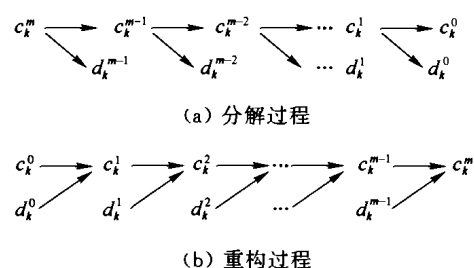 c_k^m c_k^{m-1} c_k^{m-2} ··· c_k^1 c_k^0
d_k^{m-1} d_k^{m-2} ··· d_k^1 d_k^0
(a) 分解过程
c_k^0 c_k^1 c_k^2 ··· c_k^{m-1} c_k^m
d_k^0 d_k^1 d_k^2 ··· d_k^{m-1}
(b) 重构过程